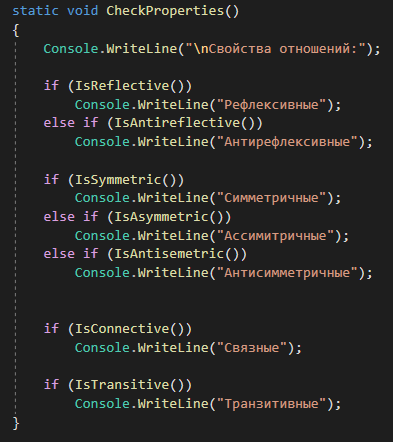 static void CheckProperties()
{
Console.WriteLine("\nСвойства отношений:");
if (IsReflective())
Console.WriteLine("Рефлексивные");
else if (IsAntireflective())
Console.WriteLine("Антирефлексивные");
if (IsSymmetric())
Console.WriteLine("Симметричные");
else if (IsAsymmetric())
Console.WriteLine("Ассимитричные");
else if (IsAntisemetric())
Console.WriteLine("Антисимметричные");
if (IsConnective())
Console.WriteLine("Связные");
if (IsTransitive())
Console.WriteLine("Транзитивные");
}